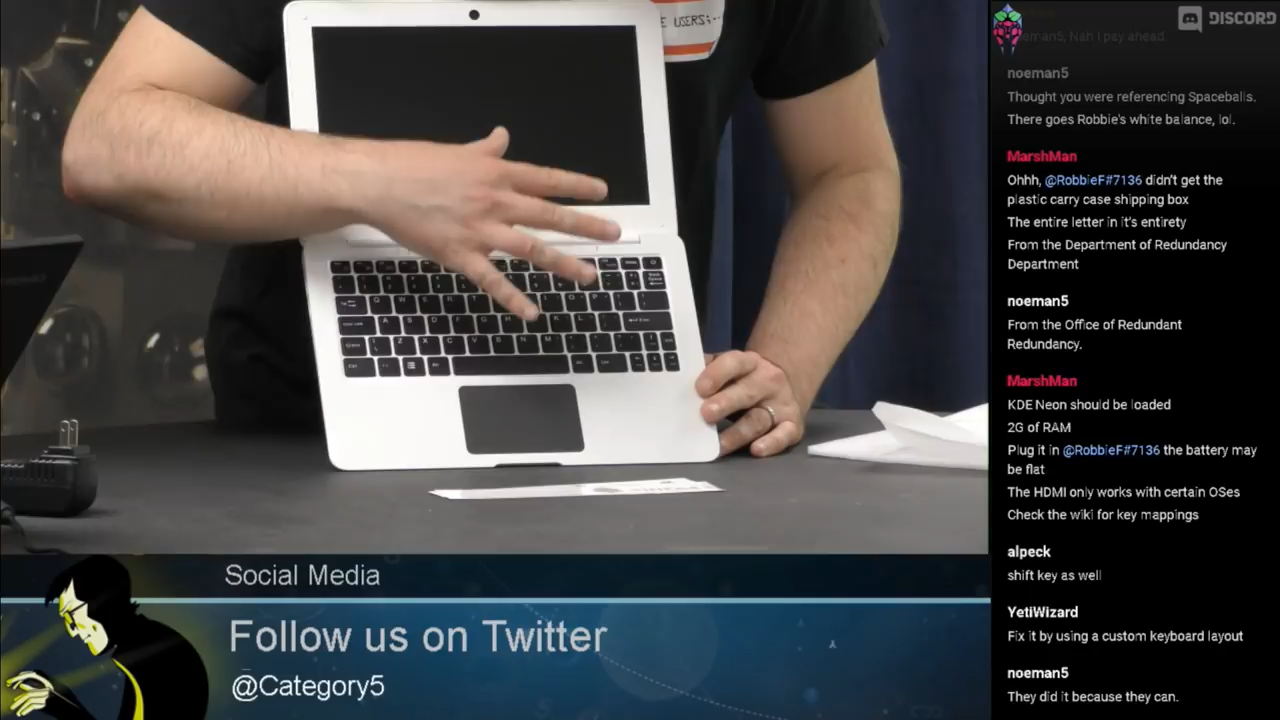 E USERS:..
DISCORD
eman5, Nah I pay ahead.
noeman5
Thought you were referencing Spaceballs.
There goes Robbie's white balance, lol.
MarshMan
Ohhh, @RobbieF#7136 didn't get the
plastic carry case shipping box
The entire letter in it's entirety
From the Department of Redundancy
Department
noeman5
From the Office of Redundant
Redundancy.
MarshMan
KDE Neon should be loaded
2G of RAM
Plug it in @RobbieF#7136 the battery may
be flat
The HDMI only works with certain OSes
Check the wiki for key mappings
alpeck
shift key as well
YetiWizard
Fix it by using a custom keyboard layout
noeman5
They did it because they can.
Social Media
Follow us on Twitter
@Category5